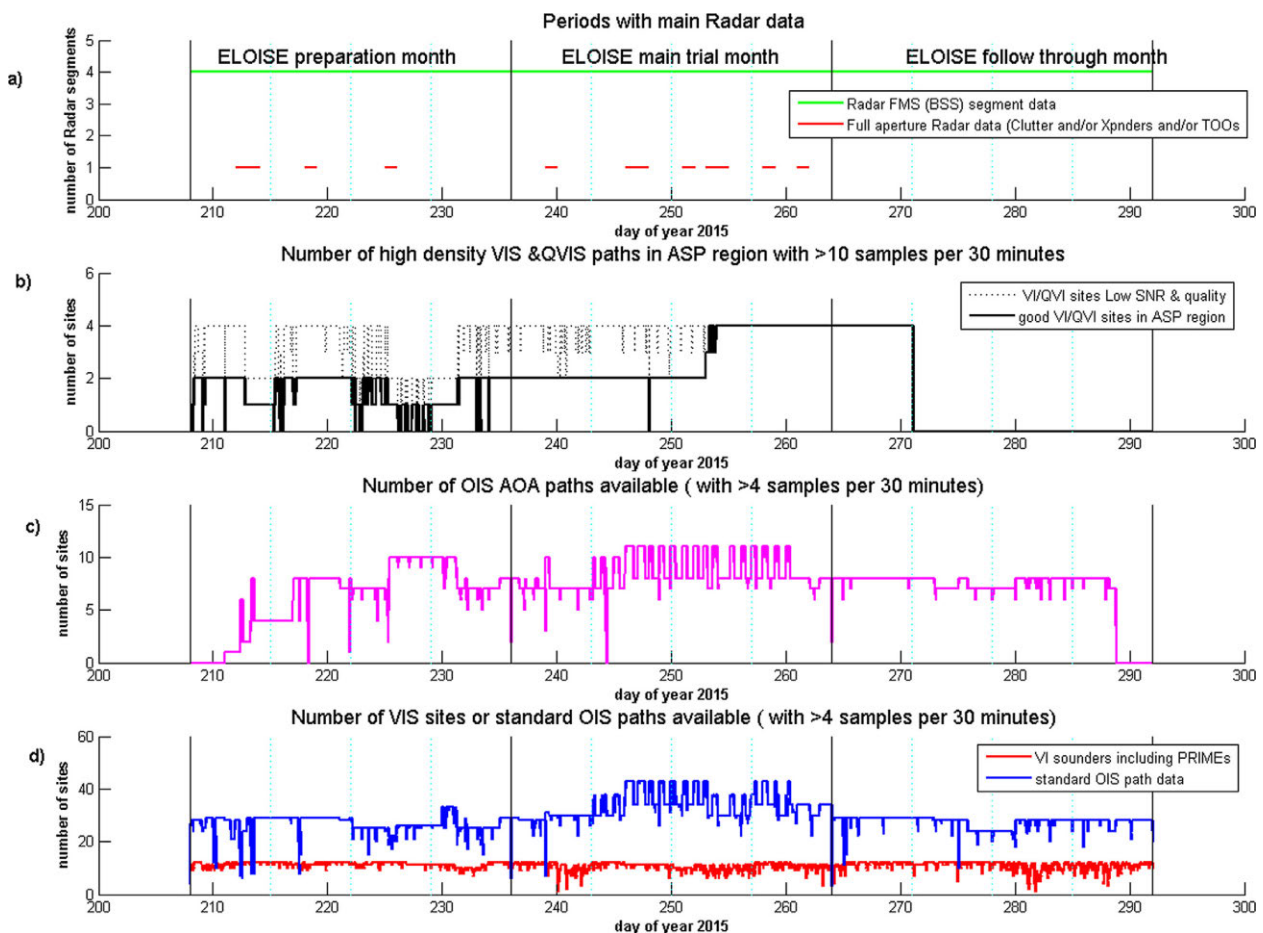 Periods with main Radar data
a)
number of Radar segments
5
4
3
2
1
0
ELOISE preparation month
ELOISE main trial month
ELOISE follow through month
Radar FMS (BSS) segment data
Full aperture Radar data (Clutter and/or Xpnders and/or TOOs
200 210 220 230 240 250 260 270 280 290 300
day of year 2015
Number of high density VIS &QVIS paths in ASP region with >10 samples per 30 minutes
b)
number of sites
6
4
2
0
VI/QVI sites Low SNR & quality
good VI/QVI sites in ASP region
200 210 220 230 240 250 260 270 280 290 300
day of year 2015
Number of OIS AOA paths available ( with >4 samples per 30 minutes)
c)
number of sites
15
10
5
0
200 210 220 230 240 250 260 270 280 290 300
day of year 2015
Number of VIS sites or standard OIS paths available ( with >4 samples per 30 minutes)
d)
number of sites
60
40
20
0
VI sounders including PRIMEs
standard OIS path data
200 210 220 230 240 250 260 270 280 290 300
day of year 2015